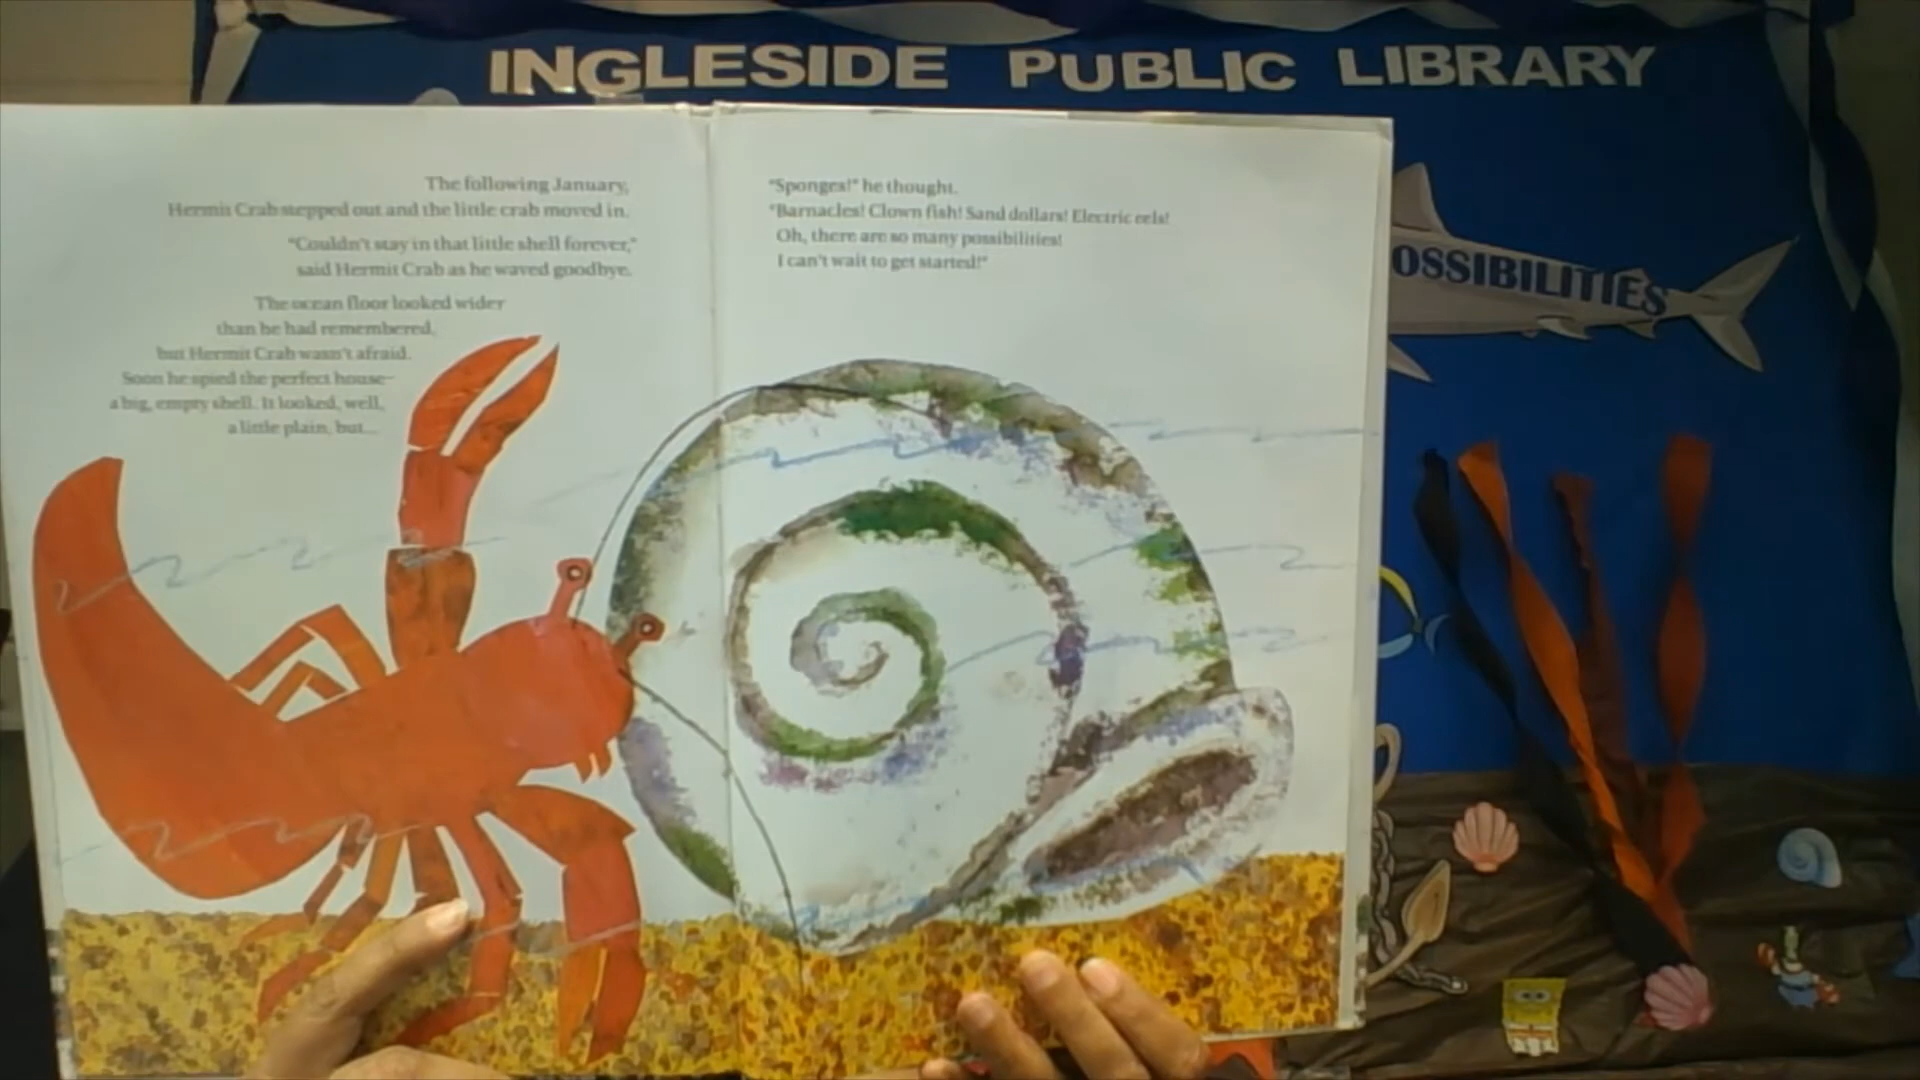 INGLESIDE PUBLIC LIBRARY
The following January,
Hermit Crab stepped out and the little crab moved in.
"Couldn't stay in that little shell forever,"
said Hermit Crab as he waved goodbye.
The ocean floor looked wider
than he had remembered,
but Hermit Crab wasn't afraid.
Soon he spied the perfect house—
a big, empty shell. It looked, well,
a little plain, but...
"Sponges!" he thought.
"Barnacles! Clown fish! Sand dollars! Electric eels!
Oh, there are so many possibilities!
I can't wait to get started!"
OSSIBILITIES